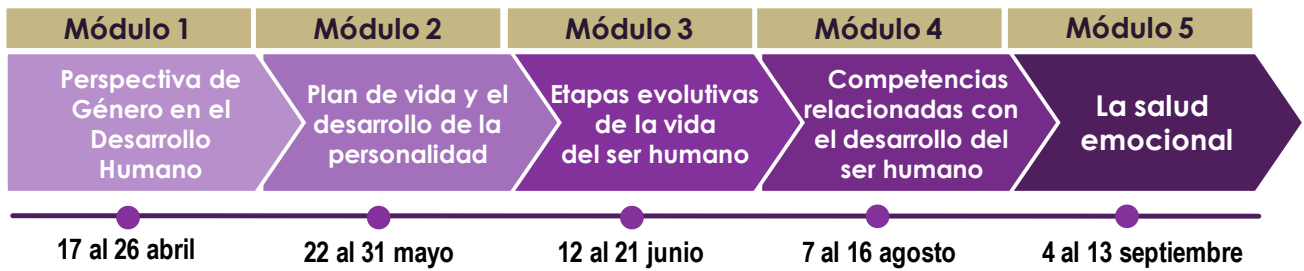 Módulo 1
Módulo 2
Módulo 3
Módulo 4
Módulo 5
Perspectiva de
Género en el
Desarrollo
Humano
Plan de vida y el
desarrollo de la
personalidad
Etapas evolutivas
de la vida
del ser humano
Competencias
relacionadas con
el desarrollo del
ser humano
La salud
emocional
17 al 26 abril
22 al 31 mayo
12 al 21 junio
7 al 16 agosto
4 al 13 septiembre